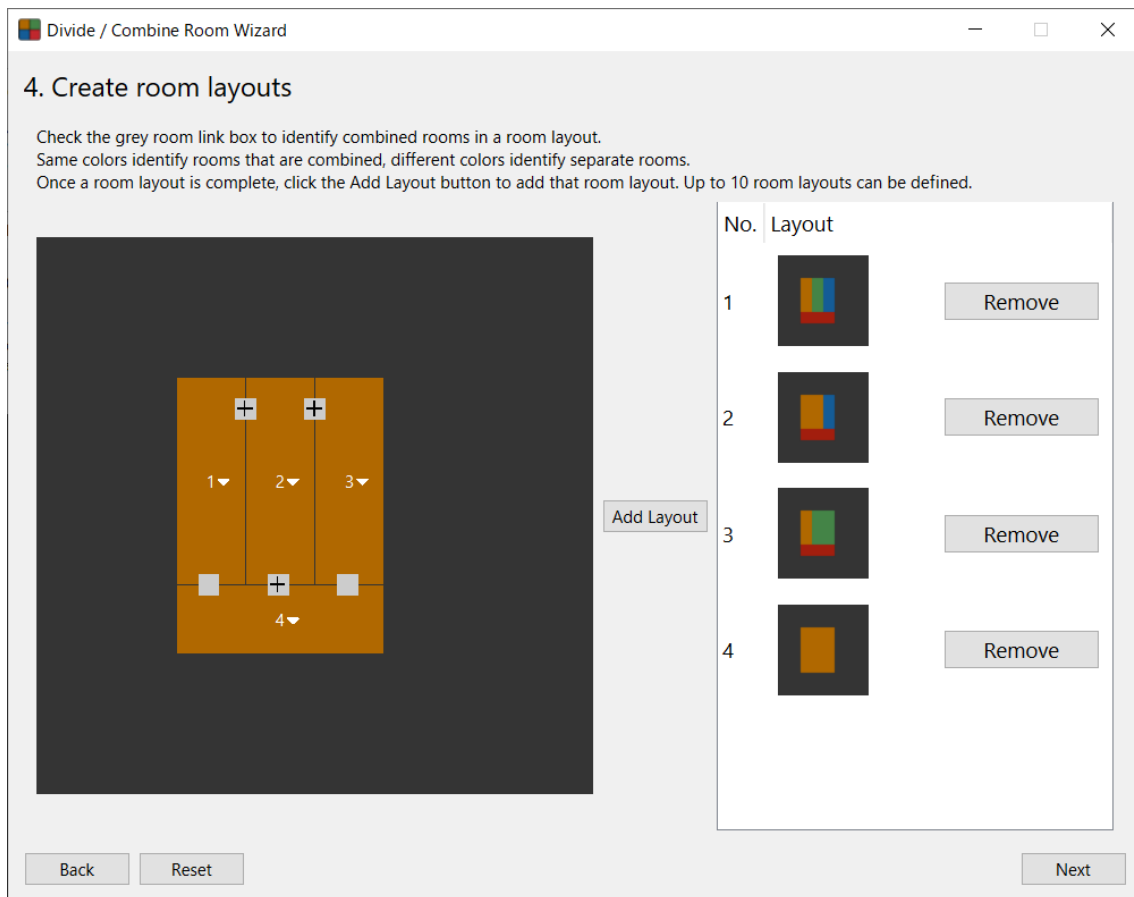 Divide / Combine Room Wizard
4. Create room layouts
Check the grey room link box to identify combined rooms in a room layout.
Same colors identify rooms that are combined, different colors identify separate rooms.
Once a room layout is complete, click the Add Layout button to add that room layout. Up to 10 room layouts can be defined.
No. Layout
1 Remove
2 Remove
3 Remove
4 Remove
1 2 3
4
Add Layout
Back Reset Next